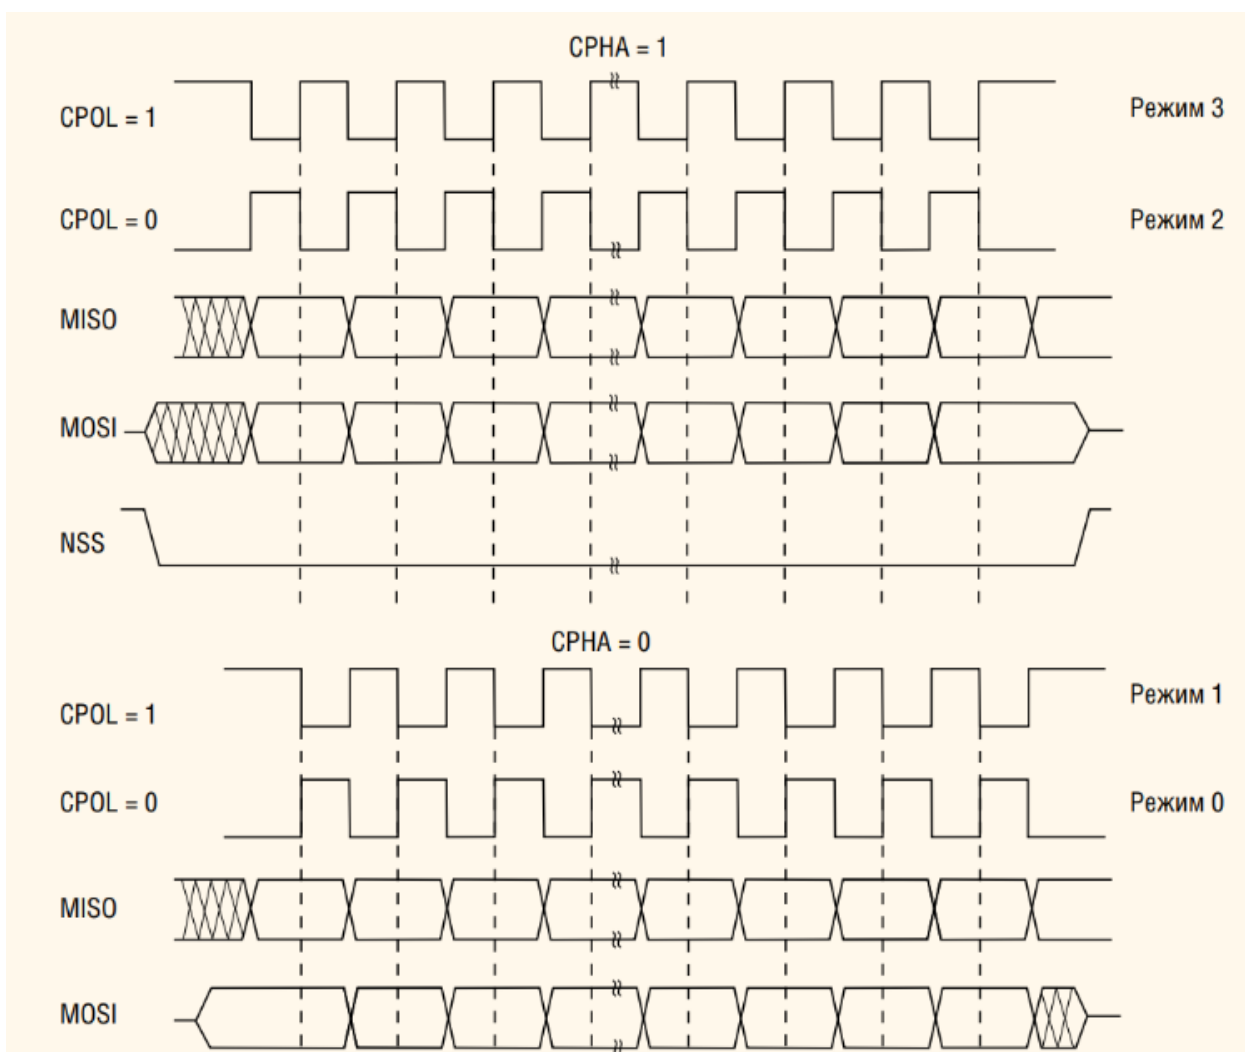 CPHA = 1
CPOL = 1
Режим 3
CPOL = 0
Режим 2
MISO
MOSI
NSS
CPHA = 0
CPOL = 1
Режим 1
CPOL = 0
Режим 0
MISO
MOSI